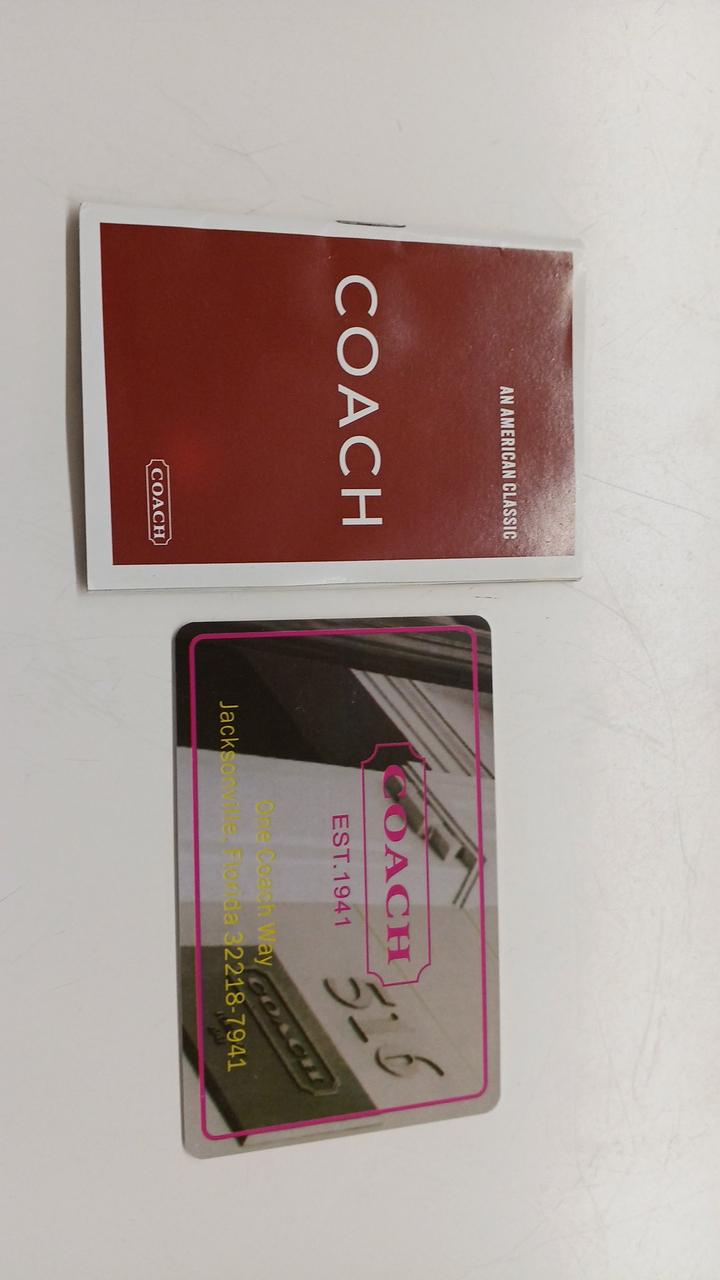 AN AMERICAN CLASSIC
COACH
COACH
COACH
EST.1941
516
One Coach Way
Jacksonville, Florida 32218-7941
COACH